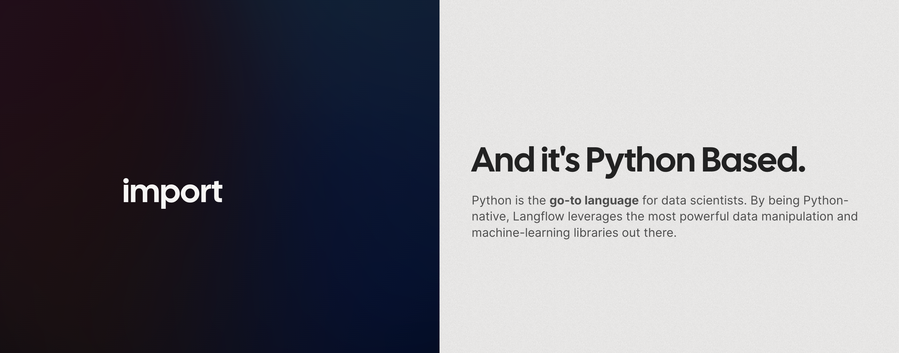 import
And it's Python Based.
Python is the go-to language for data scientists. By being Python-
native, Langflow leverages the most powerful data manipulation and
machine-learning libraries out there.